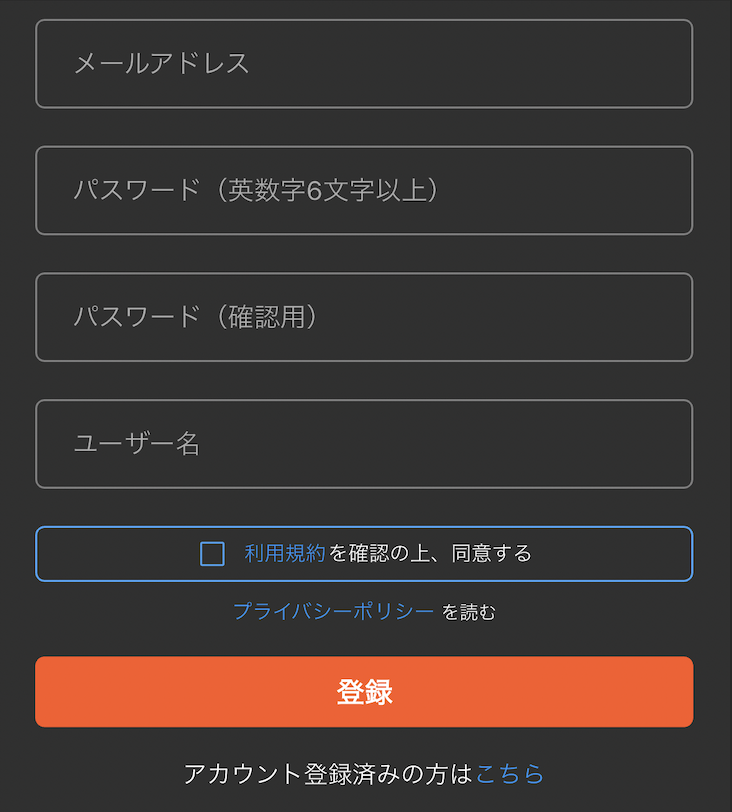 メールアドレス
パスワード（英数字6文字以上）
パスワード（確認用）
ユーザー名
利用規約を確認の上、同意する
プライバシーポリシー を読む
登録
アカウント登録済みの方はこちら